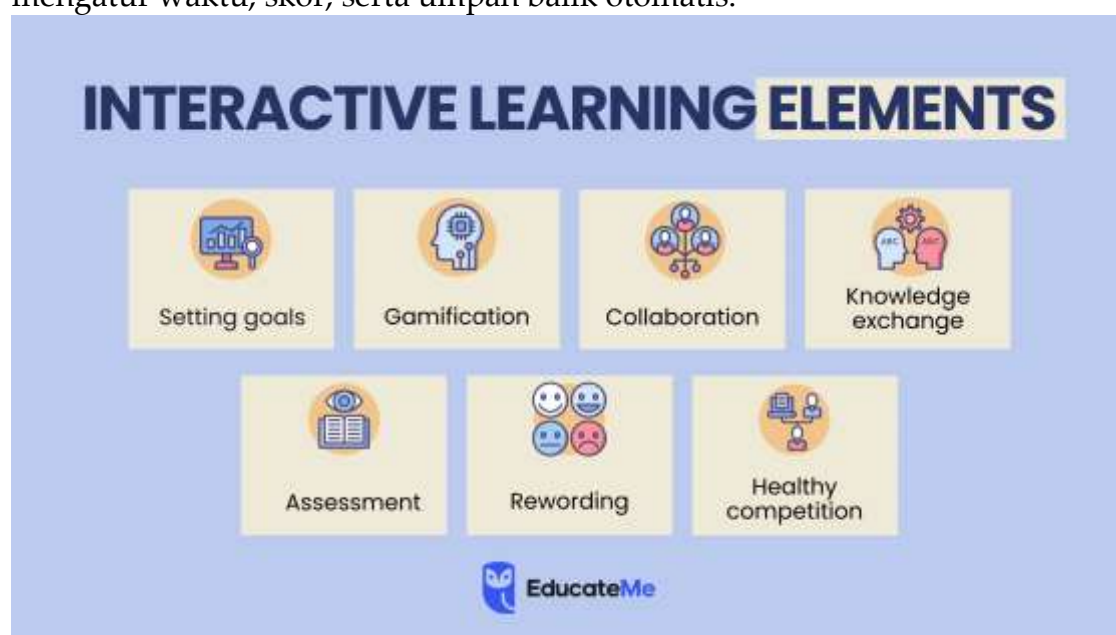 mengatur waktu, skor, serta umpan balik otomatis.
INTERACTIVE LEARNING ELEMENTS
Setting goals
Gamification
Collaboration
Knowledge
exchange
Assessment
Rewording
Healthy
competition
EducateMe